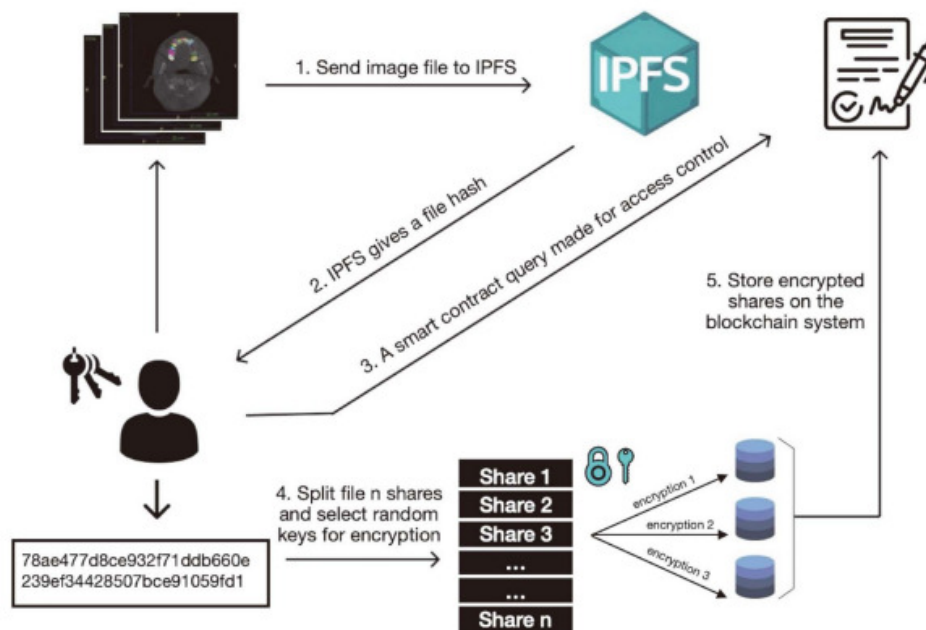 1. Send image file to IPFS
IPFS
2. IPFS gives a file hash
3. A smart contract query made for access control
5. Store encrypted
shares on the
blockchain system
4. Split file n shares
and select random
keys for encryption
78ae477d8ce932f71ddb660e
239ef34428507bce91059fd1
Share 1
Share 2
Share 3
...
...
Share n
encryption 1
encryption 2
encryption 3